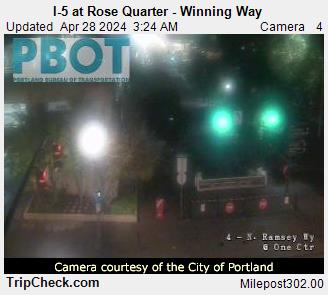 I-5 at Rose Quarter - Winning Way
Updated Apr 28 2024 3:24 AM Camera 4
PBOT
PORTLAND BUREAU OF TRANSPORTATION
4 - N. Ramsey Wy
@ One Ctr
Camera courtesy of the City of Portland
TripCheck.com Milepost302.00